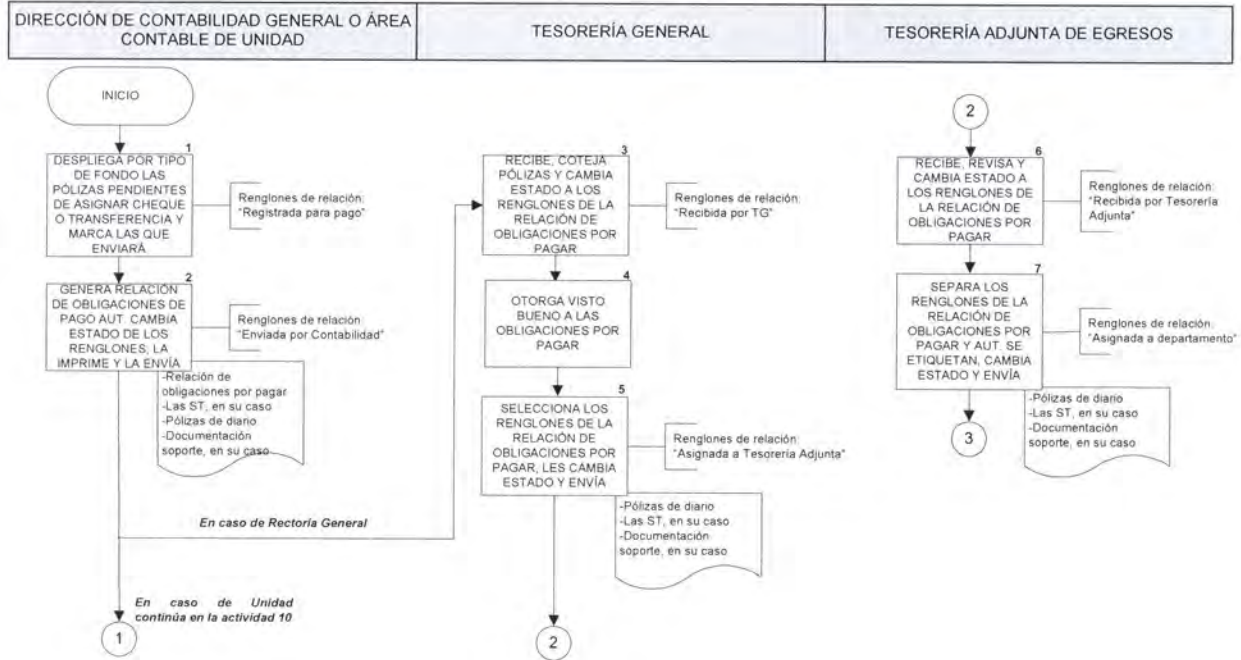 DIRECCIÓN DE CONTABILIDAD GENERAL O ÁREA
CONTABLE DE UNIDAD
TESORERÍA GENERAL
TESORERÍA ADJUNTA DE EGRESOS
INICIO
1
DESPLIEGA POR TIPO
DE FONDO LAS
PÓLIZAS PENDIENTES
DE ASIGNAR CHEQUE
O TRANSFERENCIA Y
MARCA LAS QUE
ENVIARÁ
Renglones de relación:
"Registrada para pago"
2
GENERA RELACIÓN
DE OBLIGACIONES DE
PAGO AUT. CAMBIA
ESTADO DE LOS
RENGLONES, LA
IMPRIME Y LA ENVÍA
Renglones de relación:
"Enviada por Contabilidad"
-Relación de
obligaciones por pagar
-Las ST, en su caso
-Pólizas de diario
-Documentación
soporte, en su caso
En caso de Rectoría General
En caso de Unidad
continúa en la actividad 10
1
3
RECIBE, COTEJA
PÓLIZAS Y CAMBIA
ESTADO A LOS
RENGLONES DE LA
RELACIÓN DE
OBLIGACIONES POR
PAGAR
Renglones de relación:
"Recibida por TG"
4
OTORGA VISTO
BUENO A LAS
OBLIGACIONES POR
PAGAR
5
SELECCIONA LOS
RENGLONES DE LA
RELACIÓN DE
OBLIGACIONES POR
PAGAR, LES CAMBIA
ESTADO Y ENVÍA
Renglones de relación:
"Asignada a Tesorería Adjunta"
-Pólizas de diario
-Las ST, en su caso
-Documentación
soporte, en su caso
2
2
6
RECIBE, REVISA Y
CAMBIA ESTADO A
LOS RENGLONES DE
LA RELACIÓN DE
OBLIGACIONES POR
PAGAR
Renglones de relación:
"Recibida por Tesorería
Adjunta"
7
SEPARA LOS
RENGLONES DE LA
RELACIÓN DE
OBLIGACIONES POR
PAGAR Y AUT. SE
ETIQUETAN, CAMBIA
ESTADO Y ENVÍA
Renglones de relación:
"Asignada a departamento"
-Pólizas de diario
-Las ST, en su caso
-Documentación
soporte, en su caso
3